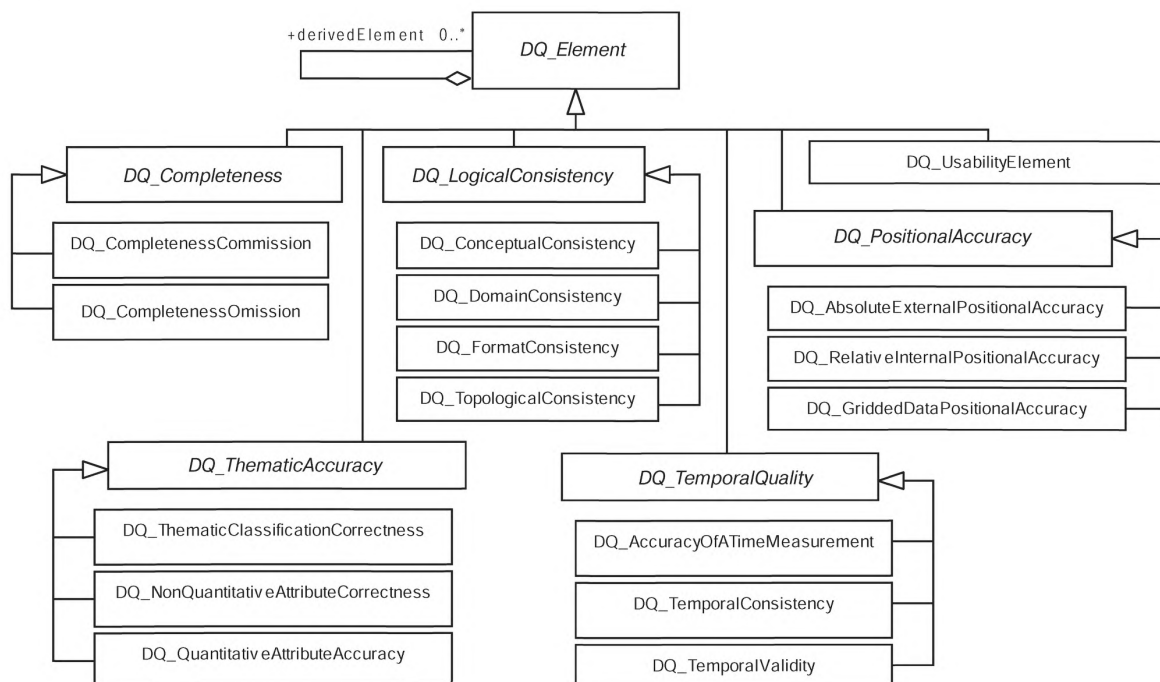 +derivedElement 0..*
DQ_Element
DQ_Completeness
DQ_CompletenessCommission
DQ_CompletenessOmission
DQ_LogicalConsistency
DQ_ConceptualConsistency
DQ_DomainConsistency
DQ_FormatConsistency
DQ_TopologicalConsistency
DQ_UsabilityElement
DQ_PositionalAccuracy
DQ_AbsoluteExternalPositionalAccuracy
DQ_RelativeInternalPositionalAccuracy
DQ_GriddedDataPositionalAccuracy
DQ_ThematicAccuracy
DQ_ThematicClassificationCorrectness
DQ_NonQuantitativeAttributeCorrectness
DQ_QuantitativeAttributeAccuracy
DQ_TemporalQuality
DQ_AccuracyOfATimeMeasurement
DQ_TemporalConsistency
DQ_TemporalValidity